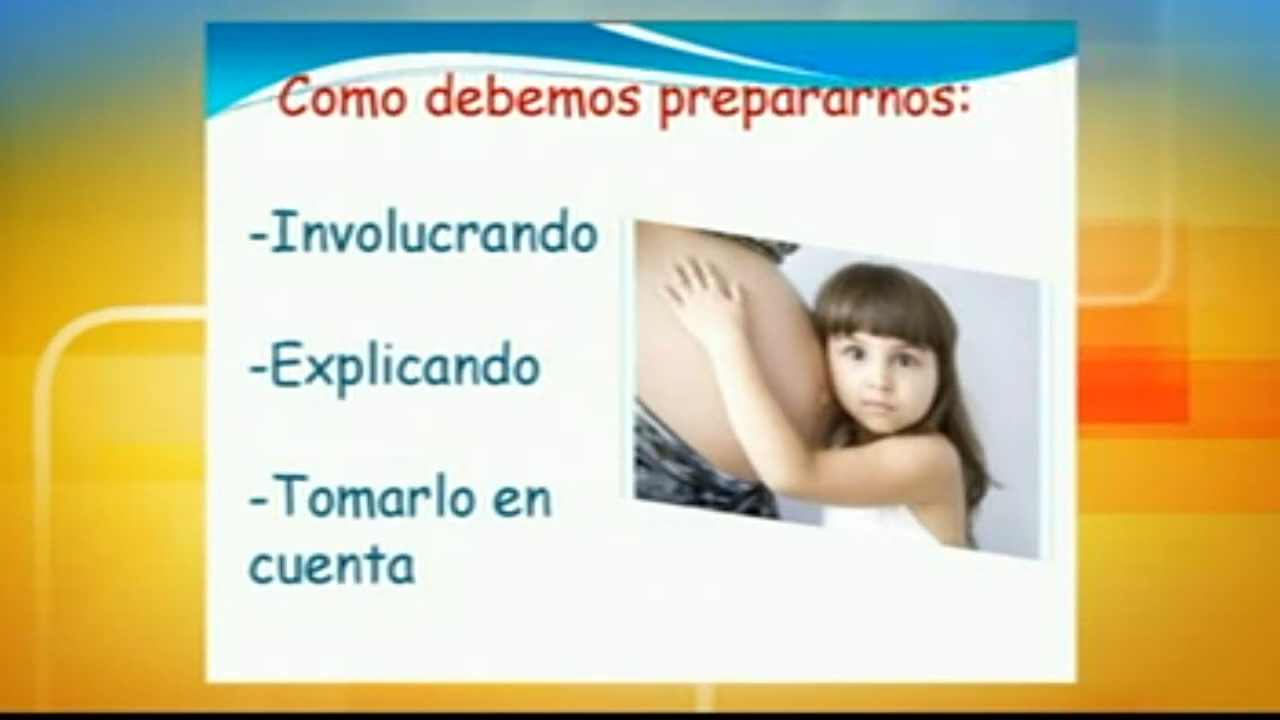 Como debemos prepararnos:
-Involucrando
-Explicando
-Tomarlo en
cuenta